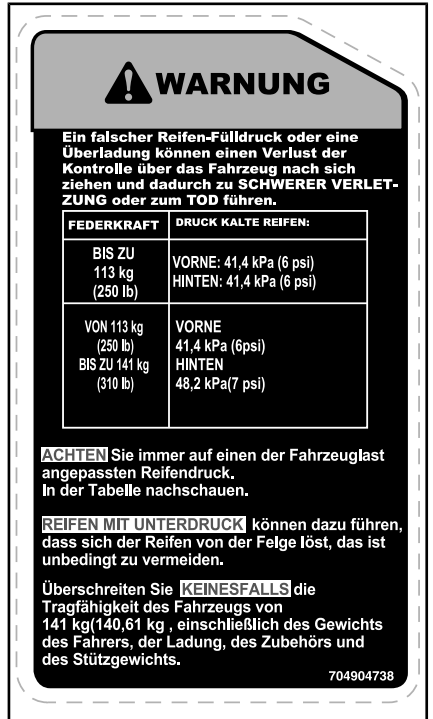 WARNUNG
Ein falscher Reifen-Fülldruck oder eine
Überladung können einen Verlust der
Kontrolle über das Fahrzeug nach sich
ziehen und dadurch zu SCHWERER VERLET-
ZUNG oder zum TOD führen.
FEDERKRAFT DRUCK KALTE REIFEN:
BIS ZU
113 kg
(250 lb)
VORNE: 41,4 kPa (6 psi)
HINTEN: 41,4 kPa (6 psi)
VON 113 kg
(250 lb)
BIS ZU 141 kg
(310 lb)
VORNE
41,4 kPa (6psi)
HINTEN
48,2 kPa(7 psi)
ACHTEN Sie immer auf einen der Fahrzeuglast
angepassten Reifendruck.
In der Tabelle nachschauen.
REIFEN MIT UNTERDRUCK können dazu führen,
dass sich der Reifen von der Felge löst, das ist
unbedingt zu vermeiden.
Überschreiten Sie KEINESFALLS die
Tragfähigkeit des Fahrzeugs von
141 kg(140,61 kg , einschließlich des Gewichts
des Fahrers, der Ladung, des Zubehörs und
des Stützgewichts.
704904738